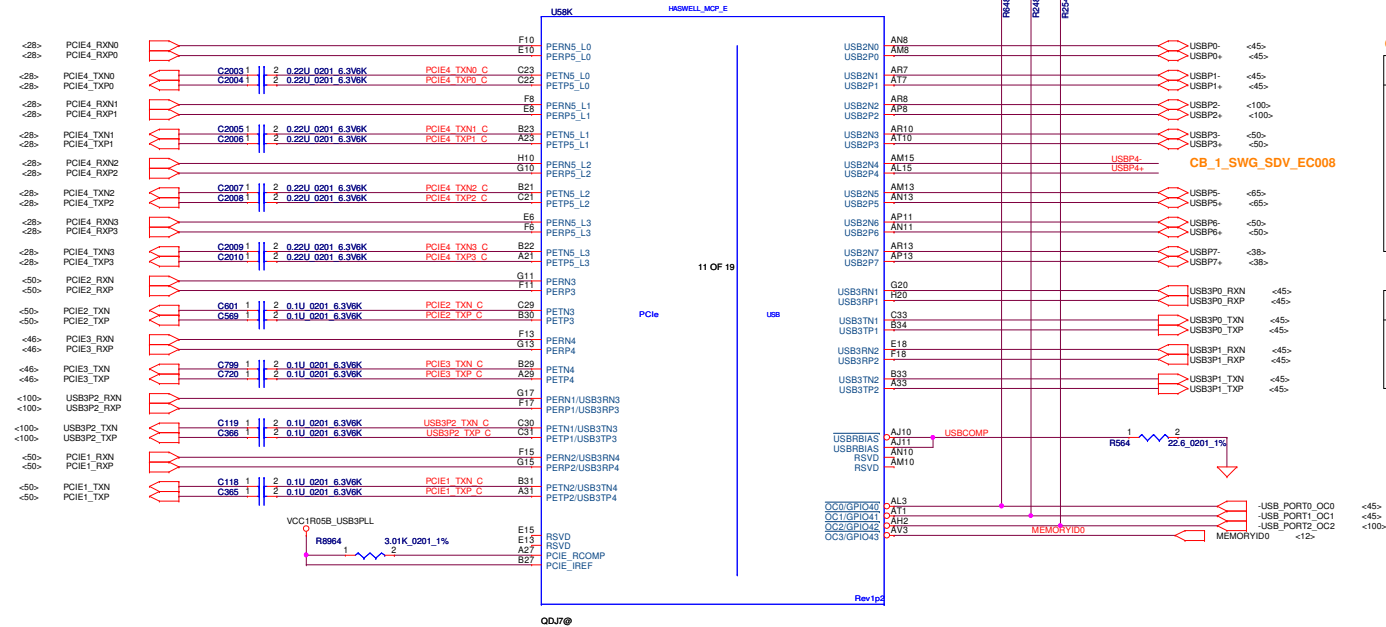 HASWELL_MCP_E
U58K
R248
<28> PCIE4_RXN0 F10 PERN5_L0
<28> PCIE4_RXP0 E10 PERP5_L0
<28> PCIE4_TXN0 C2003 1 2 0.22U_0201_6.3V6K PCIE4_TXN0_C C23 PETN5_L0
<28> PCIE4_TXP0 C2004 1 2 0.22U_0201_6.3V6K PCIE4_TXP0_C C22 PETP5_L0
<28> PCIE4_RXN1 F8 PERN5_L1
<28> PCIE4_RXP1 E8 PERP5_L1
<28> PCIE4_TXN1 C2005 1 2 0.22U_0201_6.3V6K PCIE4_TXN1_C B23 PETN5_L1
<28> PCIE4_TXP1 C2006 1 2 0.22U_0201_6.3V6K PCIE4_TXP1_C A23 PETP5_L1
<28> PCIE4_RXN2 H10 PERN5_L2
<28> PCIE4_RXP2 G10 PERP5_L2
<28> PCIE4_TXN2 C2007 1 2 0.22U_0201_6.3V6K PCIE4_TXN2_C B21 PETN5_L2
<28> PCIE4_TXP2 C2008 1 2 0.22U_0201_6.3V6K PCIE4_TXP2_C C21 PETP5_L2
<28> PCIE4_RXN3 E6 PERN5_L3
<28> PCIE4_RXP3 F6 PERP5_L3
<28> PCIE4_TXN3 C2009 1 2 0.22U_0201_6.3V6K PCIE4_TXN3_C B22 PETN5_L3
<28> PCIE4_TXP3 C2010 1 2 0.22U_0201_6.3V6K PCIE4_TXP3_C A21 PETP5_L3
<50> PCIE2_RXN G11 PERN3
<50> PCIE2_RXP F11 PERP3
<50> PCIE2_TXN C601 1 2 0.1U_0201_6.3V6K PCIE2_TXN_C C29 PETN3
<50> PCIE2_TXP C569 1 2 0.1U_0201_6.3V6K PCIE2_TXP_C B30 PETP3
<46> PCIE3_RXN F13 PERN4
<46> PCIE3_RXP G13 PERP4
<46> PCIE3_TXN C799 1 2 0.1U_0201_6.3V6K PCIE3_TXN_C B29 PETN4
<46> PCIE3_TXP C720 1 2 0.1U_0201_6.3V6K PCIE3_TXP_C A29 PETP4
<100> USB3P2_RXN G17 PERN1/USB3RN3
<100> USB3P2_RXP F17 PERP1/USB3RP3
<100> USB3P2_TXN C119 1 2 0.1U_0201_6.3V6K USB3P2_TXN_C C30 PETN1/USB3TN3
<100> USB3P2_TXP C366 1 2 0.1U_0201_6.3V6K USB3P2_TXP_C C31 PETP1/USB3TP3
<50> PCIE1_RXN F15 PERN2/USB3RN4
<50> PCIE1_RXP G15 PERP2/USB3RP4
<50> PCIE1_TXN C118 1 2 0.1U_0201_6.3V6K PCIE1_TXN_C B31 PETN2/USB3TN4
<50> PCIE1_TXP C365 1 2 0.1U_0201_6.3V6K PCIE1_TXP_C A31 PETP2/USB3TP4
VCC1R05B_USB3PLL
E15 RSVD
E13 RSVD
R8964 1 2 3.01K_0201_1% A27 PCIE_RCOMP
B27 PCIE_IREF
11 OF 19
PCIe
USB
USB2N0 AN8 USBP0- <45>
USB2P0 AM8 USBP0+ <45>
USB2N1 AR7 USBP1- <45>
USB2P1 AT7 USBP1+ <45>
USB2N2 AR8 USBP2- <100>
USB2P2 AP8 USBP2+ <100>
USB2N3 AR10 USBP3- <50>
USB2P3 AT10 USBP3+ <50>
USB2N4 AM15 USBP4-
USB2P4 AL15 USBP4+
CB_1_SWG_SDV_EC008
USB2N5 AM13 USBP5- <65>
USB2P5 AN13 USBP5+ <65>
USB2N6 AP11 USBP6- <50>
USB2P6 AN11 USBP6+ <50>
USB2N7 AR13 USBP7- <38>
USB2P7 AP13 USBP7+ <38>
USB3RN1 G20 USB3P0_RXN <45>
USB3RP1 H20 USB3P0_RXP <45>
USB3TN1 C33 USB3P0_TXN <45>
USB3TP1 B34 USB3P0_TXP <45>
USB3RN2 E18 USB3P1_RXN <45>
USB3RP2 F18 USB3P1_RXP <45>
USB3TN2 B33 USB3P1_TXN <45>
USB3TP2 A33 USB3P1_TXP <45>
USBRBIAS AJ10 USBCOMP
USBRBIAS AJ11 R564 1 2 22.6_0201_1%
RSVD AN10
RSVD AM10
OC0/GPIO40 AL3 -USB_PORT0_OC0 <45>
OC1/GPIO41 AT1 -USB_PORT1_OC1 <45>
OC2/GPIO42 AH2 -USB_PORT2_OC2 <100>
OC3/GPIO43 AV3 MEMORYID0 MEMORYID0 <12>
Rev1p2
QDJ7@